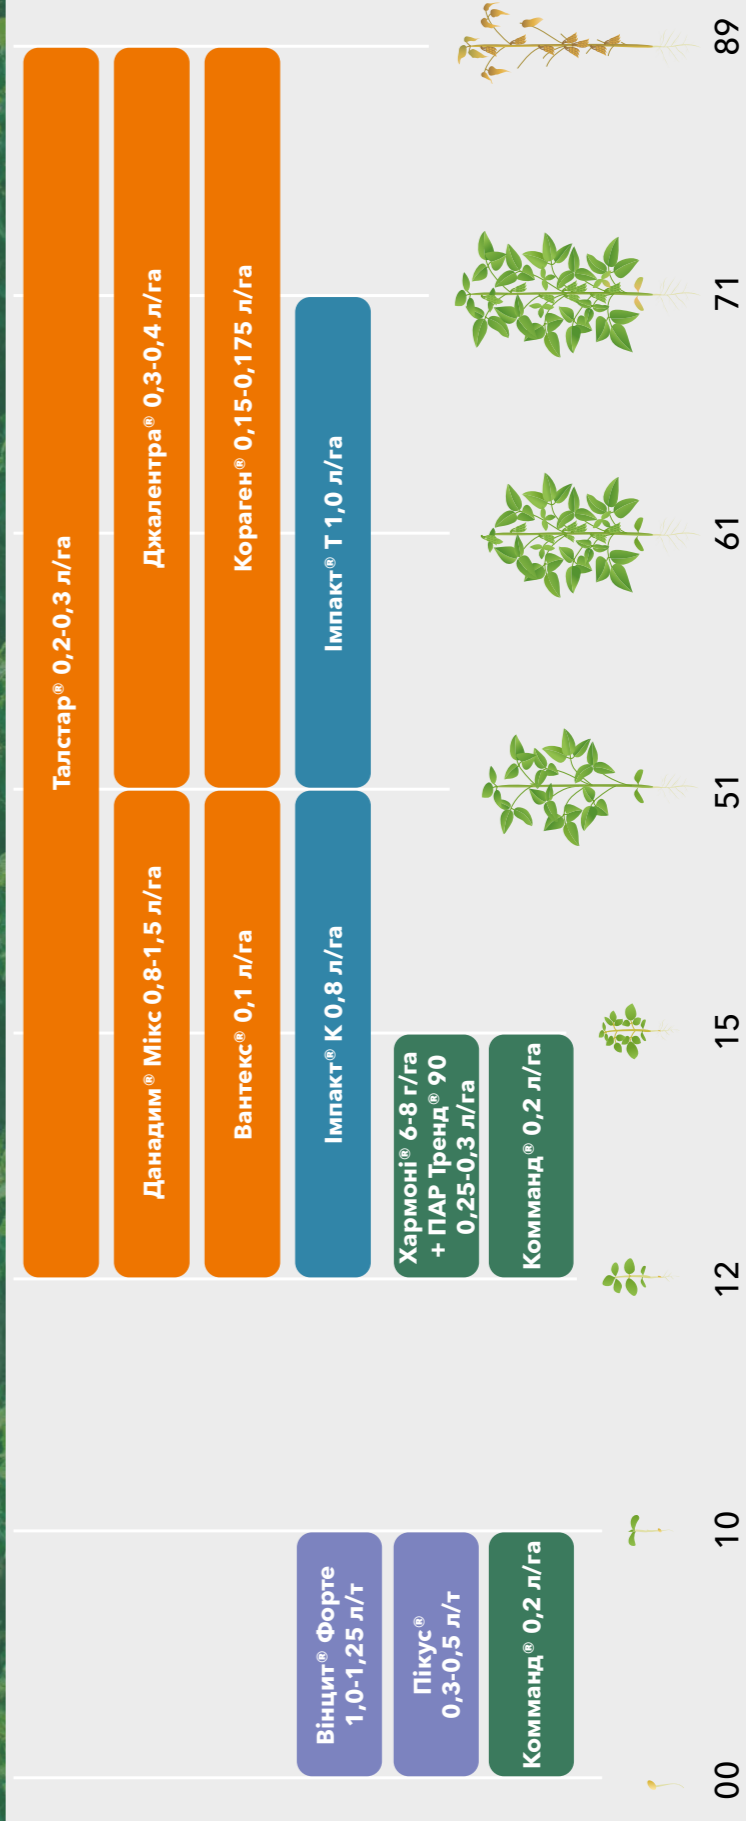 Талстар® 0,2-0,3 л/га
Данадим® Мікс 0,8-1,5 л/га
Джалентра® 0,3-0,4 л/га
Вантекс® 0,1 л/га
Кораген® 0,15-0,175 л/га
Вінцит® Форте
1,0-1,25 л/т
Імпакт® К 0,8 л/га
Імпакт® Т 1,0 л/га
Пікус®
0,3-0,5 л/т
Хармоні® 6-8 г/га
+ ПАР Тренд® 90
0,25-0,3 л/га
Комманд® 0,2 л/га
Комманд® 0,2 л/га
00
10
12
15
51
61
71
89